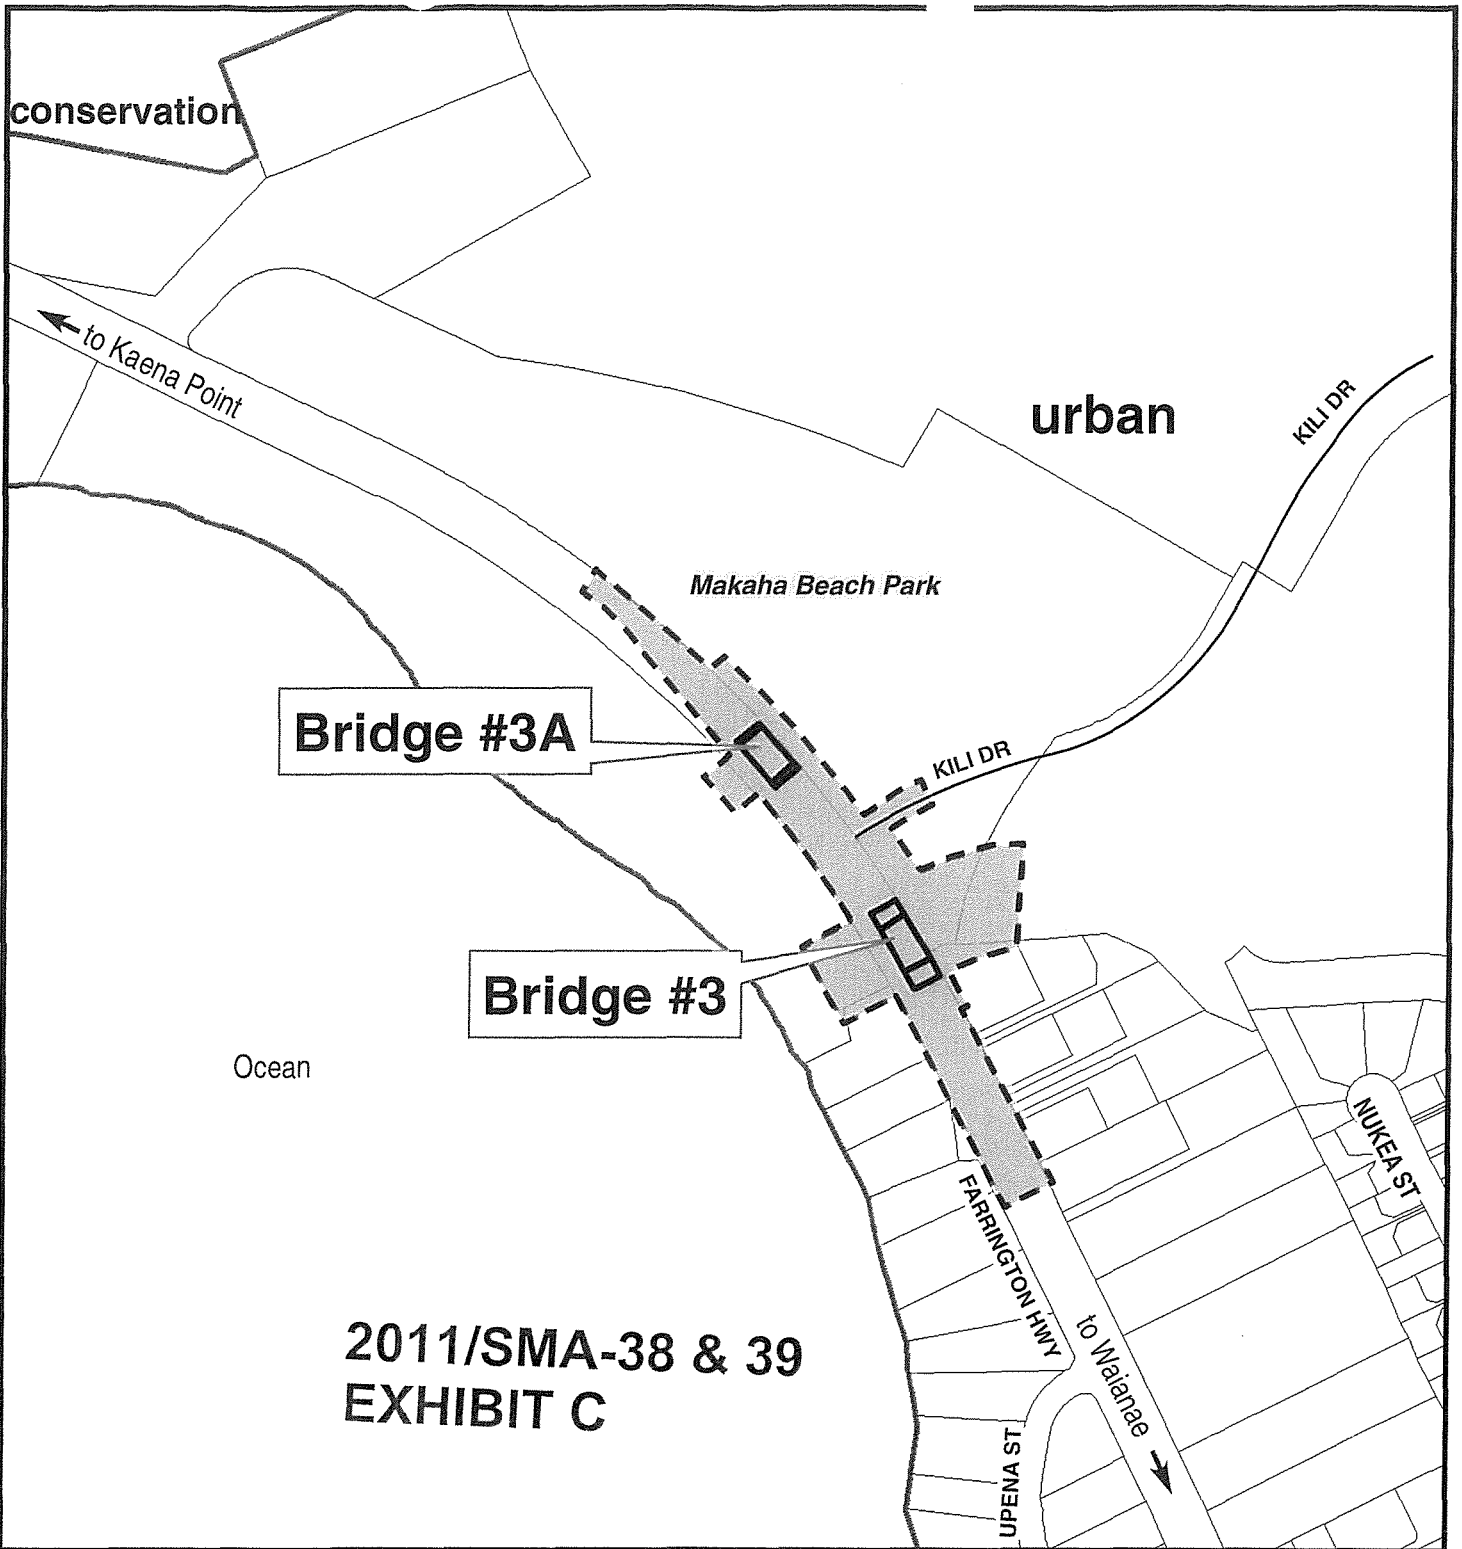 conservation
to Kaena Point
urban
KILI DR
Makaha Beach Park
Bridge #3A
KILI DR
Bridge #3
Ocean
NUKEA ST
FARRINGTON HWY
to Waianae
2011/SMA-38 & 39
EXHIBIT C
UPENA ST